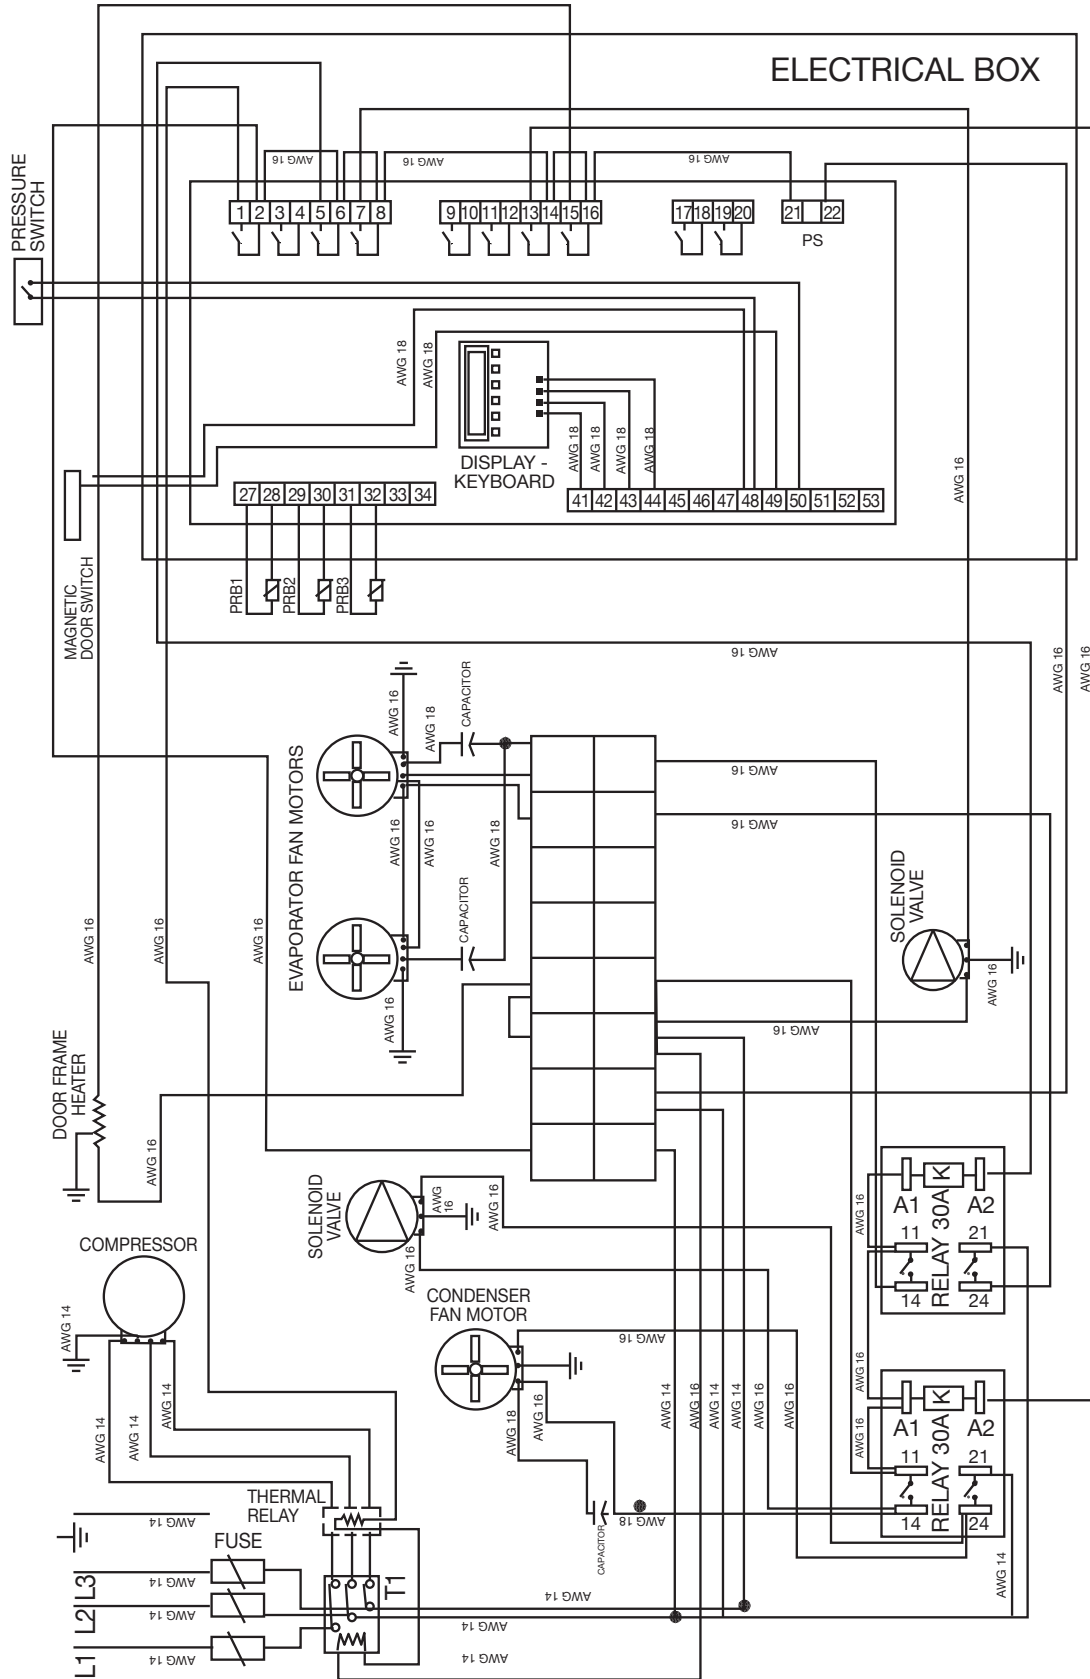 ELECTRICAL BOX
PRESSURE
SWITCH
AWG 16
AWG 16
AWG 16
1 2 3 4 5 6 7 8
9 10 11 12 13 14 15 16
17 18 19 20
21 22
PS
AWG 18
AWG 18
DISPLAY -
KEYBOARD
AWG 18
AWG 18
AWG 18
AWG 18
AWG 16
27 28 29 30 31 32 33 34
41 42 43 44 45 46 47 48 49 50 51 52 53
MAGNETIC
DOOR SWITCH
PRB1
PRB2
PRB3
AWG 16
AWG 16
AWG 16
EVAPORATOR FAN MOTORS
AWG 16
AWG 18
CAPACITOR
AWG 16
AWG 16
AWG 16
AWG 18
AWG 16
CAPACITOR
AWG 16
AWG 16
AWG 16
AWG 16
SOLENOID
VALVE
AWG 16
AWG 16
DOOR FRAME
HEATER
AWG 16
SOLENOID
VALVE
AWG
16
AWG 16
AWG 16
COMPRESSOR
AWG 14
CONDENSER
FAN MOTOR
AWG 16
AWG 16
A1 K A2
11 21
RELAY 30A
14 24
AWG 16
AWG 16
AWG 14
AWG 14
AWG 14
AWG 18
AWG 16
AWG 14
AWG 16
AWG 14
AWG 14
AWG 16
AWG 16
AWG 16
A1 K A2
11 21
RELAY 30A
14 24
THERMAL
RELAY
AWG 14
CAPACITOR
AWG 18
FUSE
L3
AWG 14
T1
AWG 14
AWG 14
L2
AWG 14
AWG 14
L1
AWG 14
AWG 14